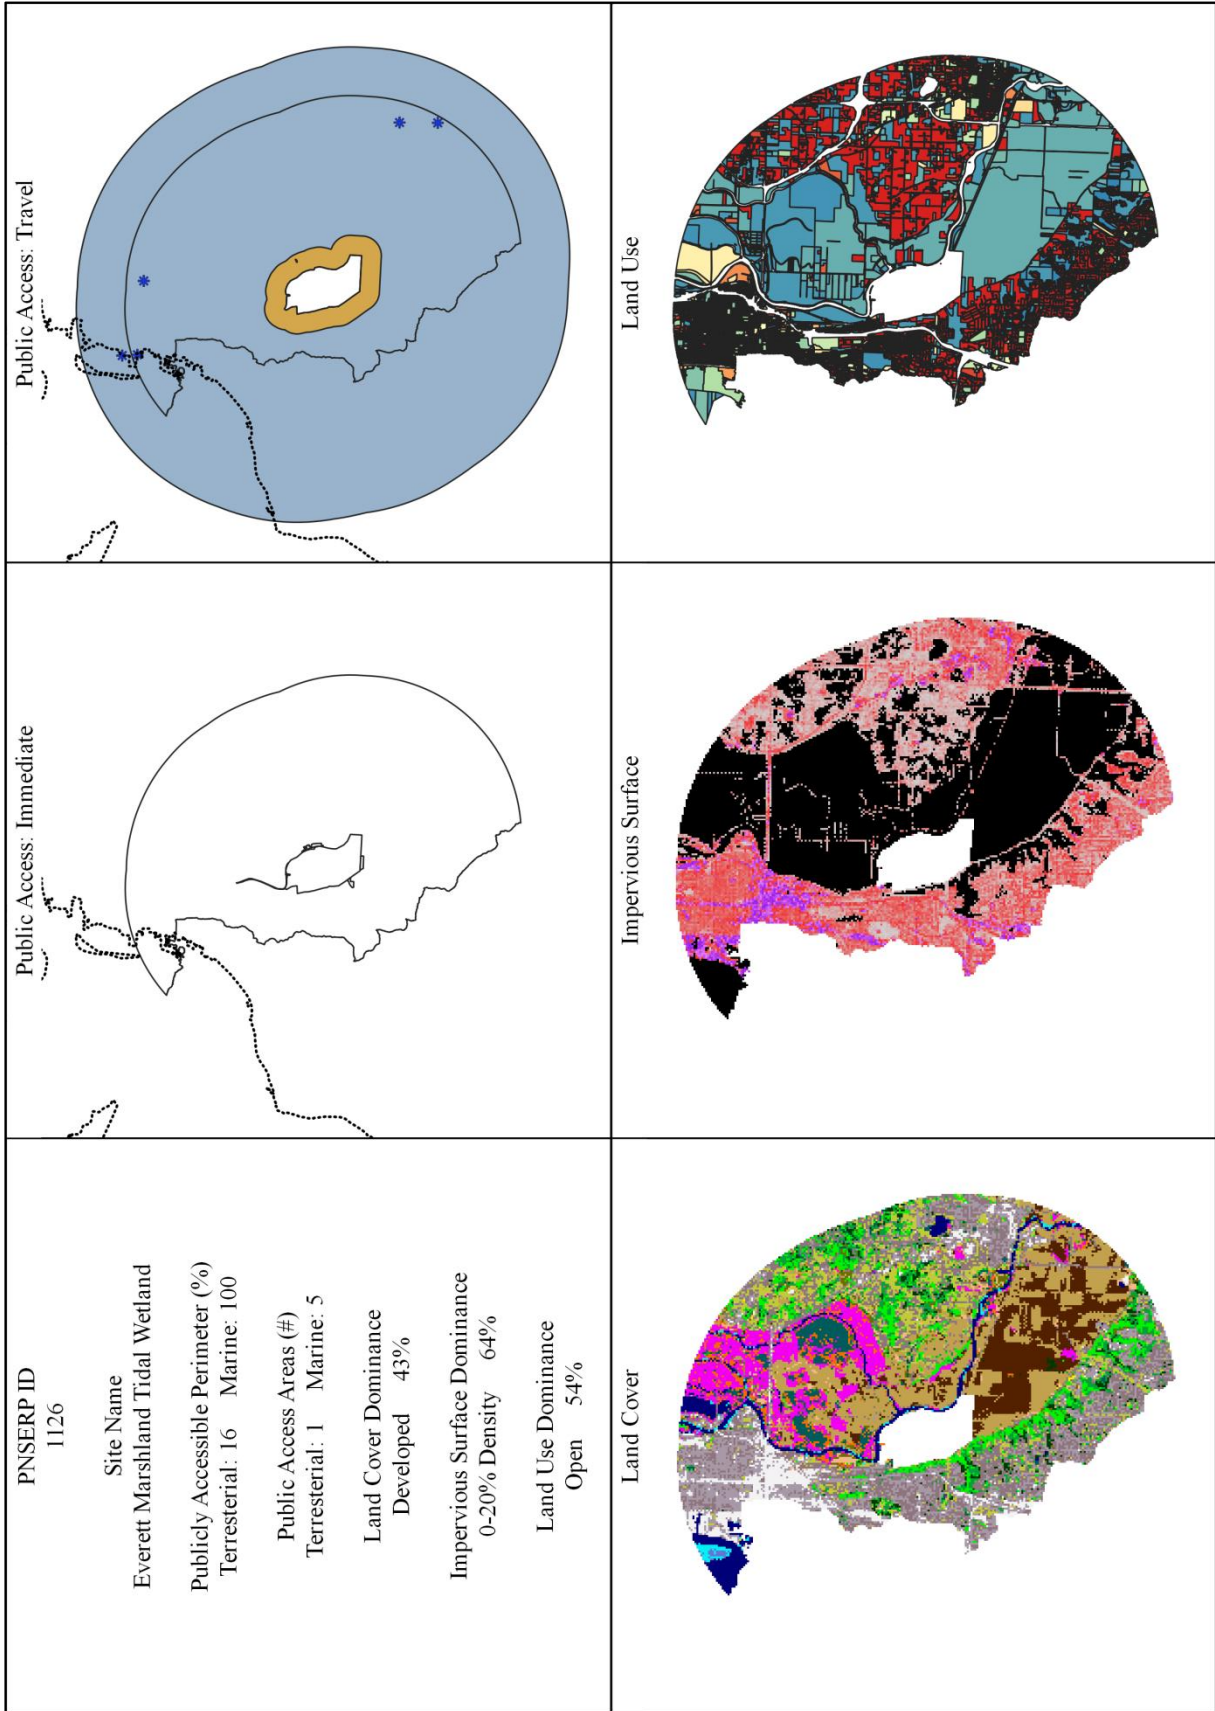 PNSERP ID
1126
Site Name
Everett Marshland Tidal Wetland
Publicly Accessible Perimeter (%)
Terresterial: 16 Marine: 100
Public Access Areas (#)
Terresterial: 1 Marine: 5
Land Cover Dominance
Developed 43%
Impervious Surface Dominance
0-20% Density 64%
Land Use Dominance
Open 54%
Public Access: Immediate
Public Access: Travel
Land Cover
Impervious Surface
Land Use